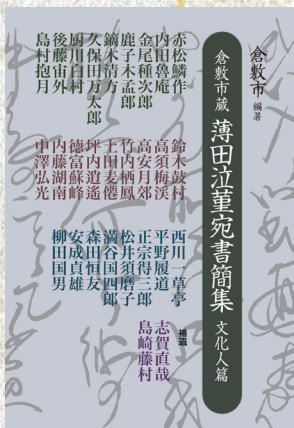 倉敷市 編著
倉敷市蔵 薄田泣菫宛書簡集 文化人篇
赤松鱗作
内田魯庵
金尾種次郎
鹿子木孟郎
鏑木清方
久保田万太郎
厨川白村
後藤宙外
島村抱月
鈴木鼓村
高須梅渓
高安月郊
竹内栖鳳
土田麦僊
坪内逍遙
徳富蘇峰
内藤湖南
中澤弘光
西川一草亭
平野履道
正宗得三郎
松井須磨子
満谷国四郎
森田恒友
安成貞雄
柳田国男
補遺
志賀直哉
島崎藤村